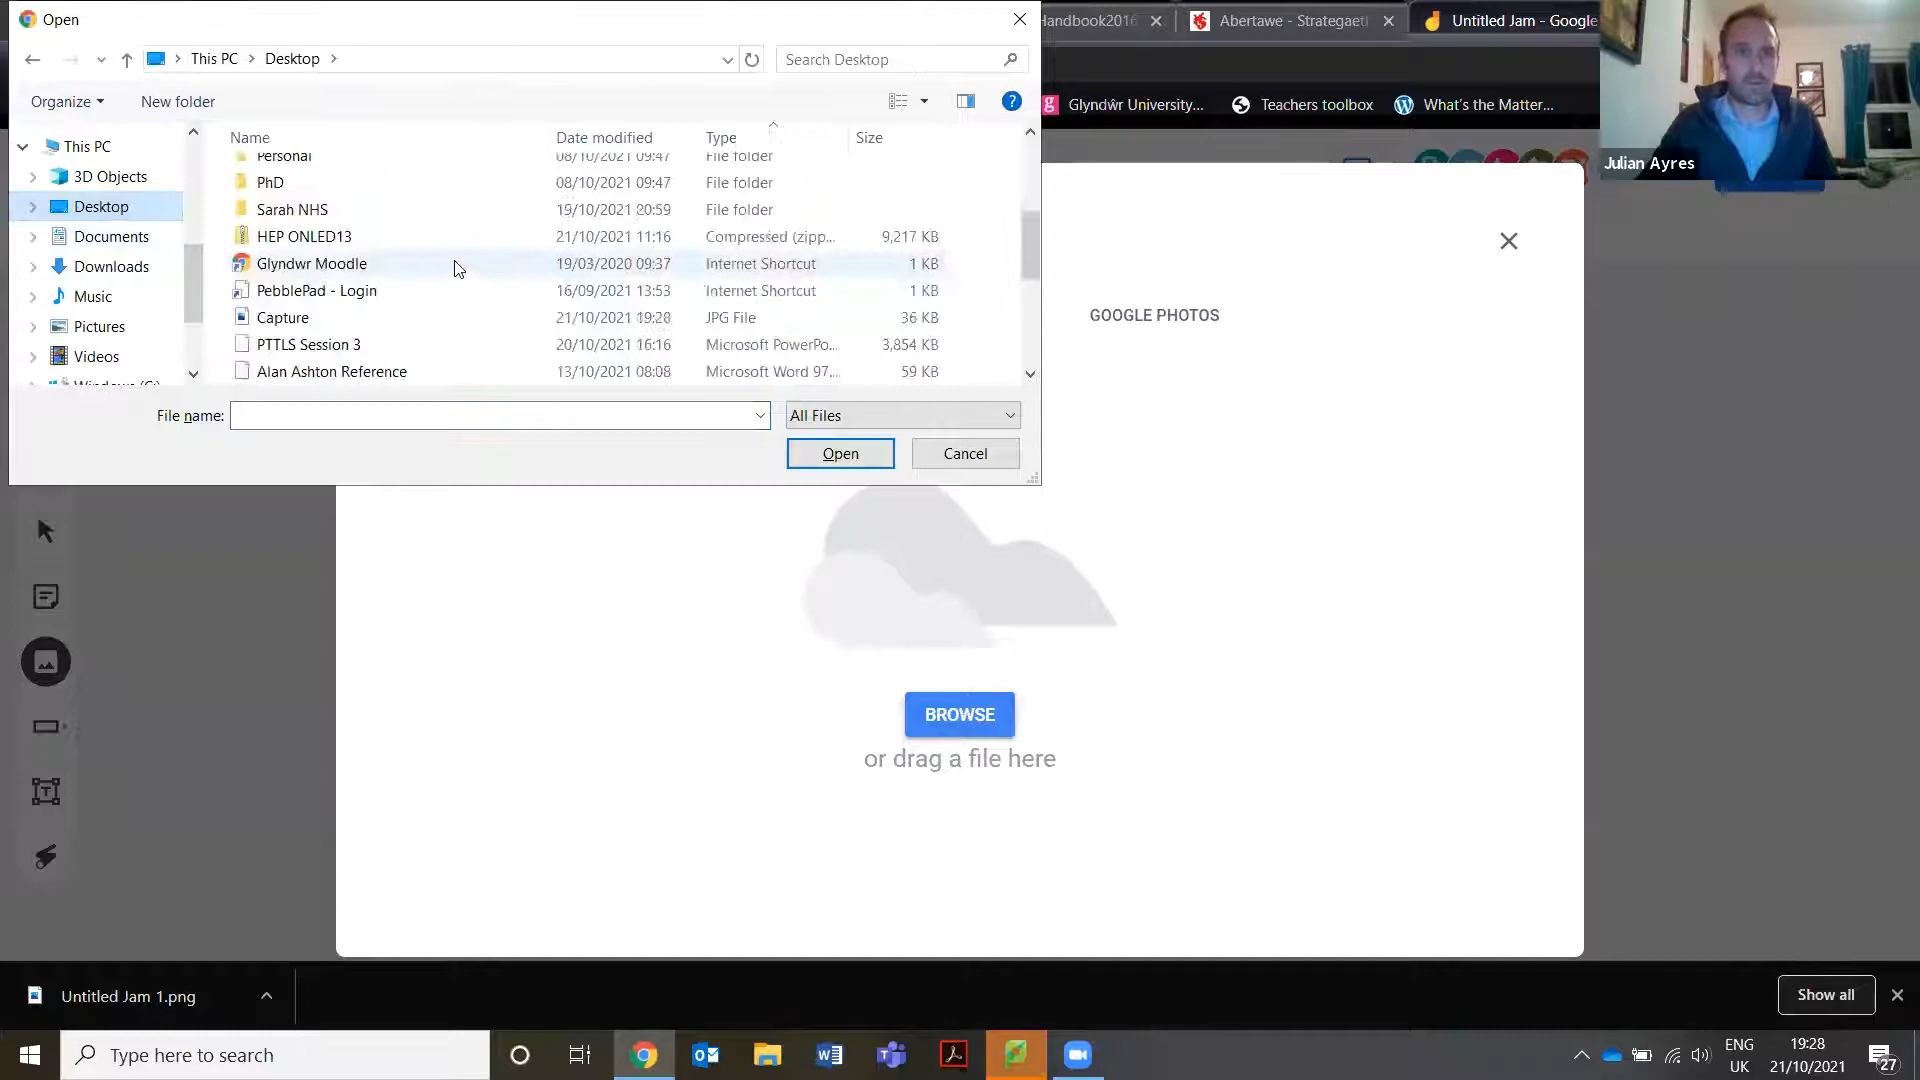 Open
This PC
Desktop
Search Desktop
Organize
New folder
Name
Date modified
Type
Size
This PC
3D Objects
Desktop
Documents
Downloads
Music
Pictures
Videos
Personal 08/10/2021 09:47 File folder
PhD 08/10/2021 09:47 File folder
Sarah NHS 19/10/2021 20:59 File folder
HEP ONLED13 21/10/2021 11:16 Compressed (zipp... 9,217 KB
Glyndwr Moodle 19/03/2020 09:37 Internet Shortcut 1 KB
PebblePad - Login 16/09/2021 13:53 Internet Shortcut 1 KB
Capture 21/10/2021 19:28 JPG File 36 KB
PTTLS Session 3 20/10/2021 16:16 Microsoft PowerPo... 3,854 KB
Alan Ashton Reference 13/10/2021 08:08 Microsoft Word 97... 59 KB
File name:
All Files
Open
Cancel
Handbook2016
Abertawe - Strategaeth
Untitled Jam - Google
Glyndŵr University...
Teachers toolbox
What's the Matter...
Julian Ayres
GOOGLE PHOTOS
BROWSE
or drag a file here
Untitled Jam 1.png
Show all
Type here to search
ENG
UK
19:28
21/10/2021
27